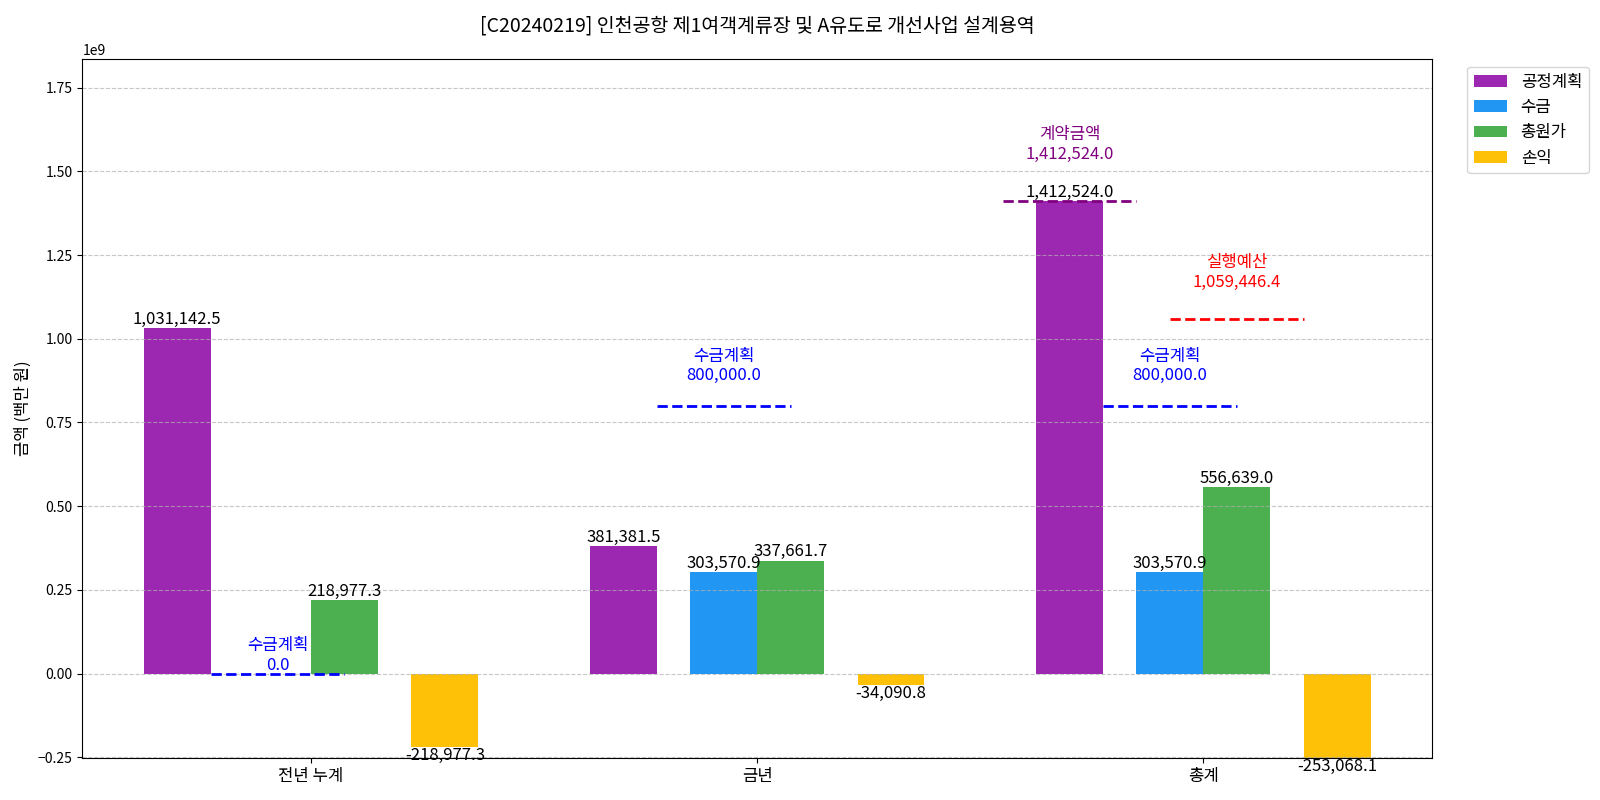 [C20240219] 인천공항 제1여객계류장 및 A유도로 개선사업 설계용역
1e9
공정계획
수금
총원가
손익
금액 (백만 원)
1.75
1.50
1.25
1.00
0.75
0.50
0.25
0.00
−0.25
계약금액
1,412,524.0
1,412,524.0
실행예산
1,059,446.4
1,031,142.5
수금계획
800,000.0
수금계획
800,000.0
556,639.0
381,381.5
303,570.9
337,661.7
303,570.9
218,977.3
수금계획
0.0
-34,090.8
-218,977.3
-253,068.1
전년 누계
금년
총계